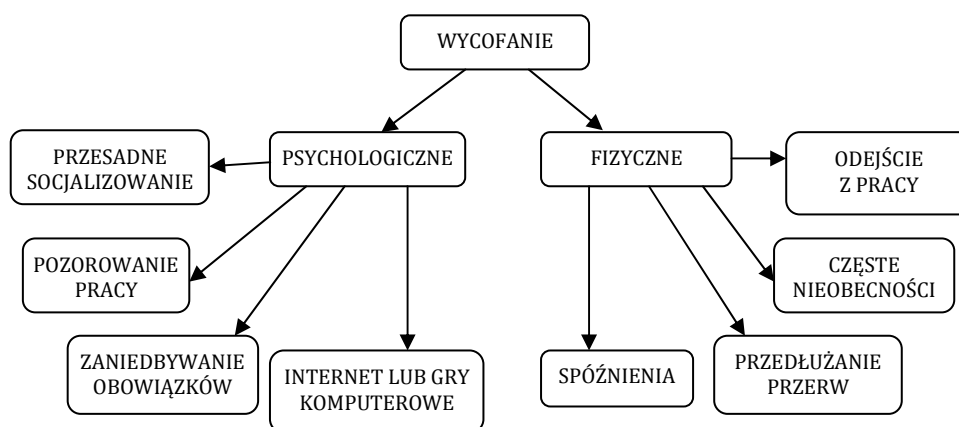 WYCOFANIE
PSYCHOLOGICZNE
FIZYCZNE
PRZESADNE
SOCJALIZOWANIE
ODEJŚCIE
Z PRACY
POZOROWANIE
PRACY
CZĘSTE
NIEOBECNOŚCI
ZANIEDBYWANIE
OBOWIĄZKÓW
INTERNET LUB GRY
KOMPUTEROWE
SPÓŹNIENIA
PRZEDŁUŻANIE
PRZERW